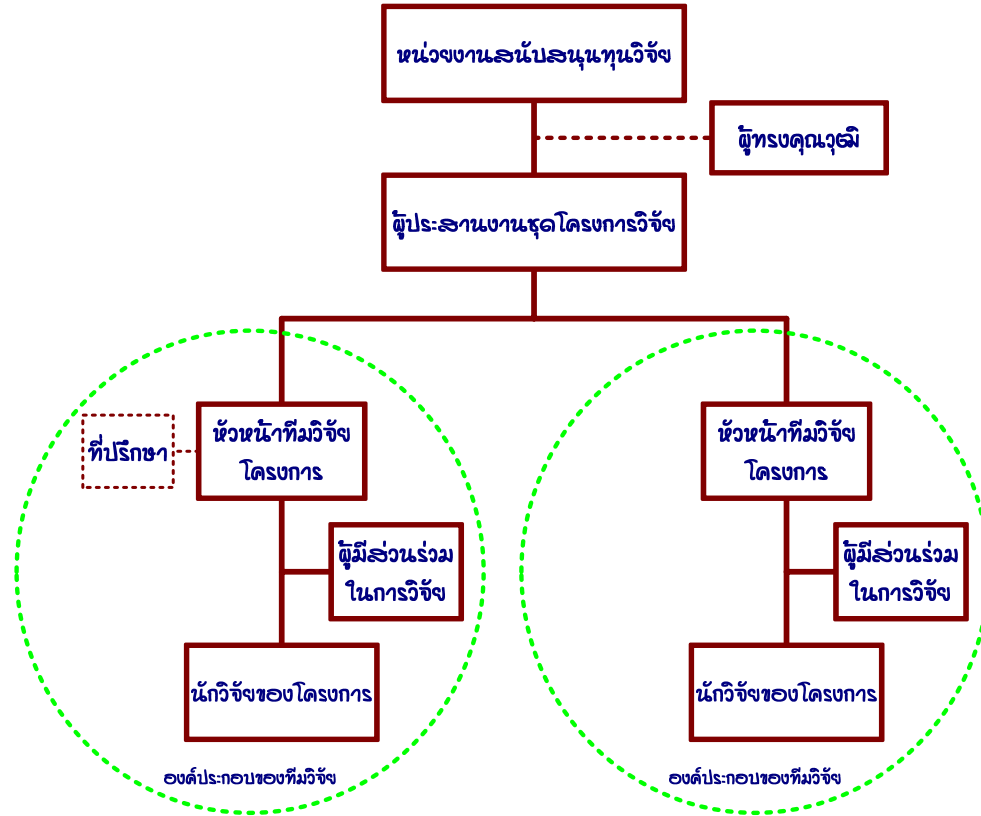 หน่วยงานสนับสนุนทุนวิจัย
ผู้ทรงคุณวุฒิ
ผู้ประสานงานชุดโครงการวิจัย
หัวหน้าทีมวิจัย
โครงการ
ที่ปรึกษา
ผู้มีส่วนร่วม
ในการวิจัย
นักวิจัยของโครงการ
องค์ประกอบของทีมวิจัย
หัวหน้าทีมวิจัย
โครงการ
ผู้มีส่วนร่วม
ในการวิจัย
นักวิจัยของโครงการ
องค์ประกอบของทีมวิจัย